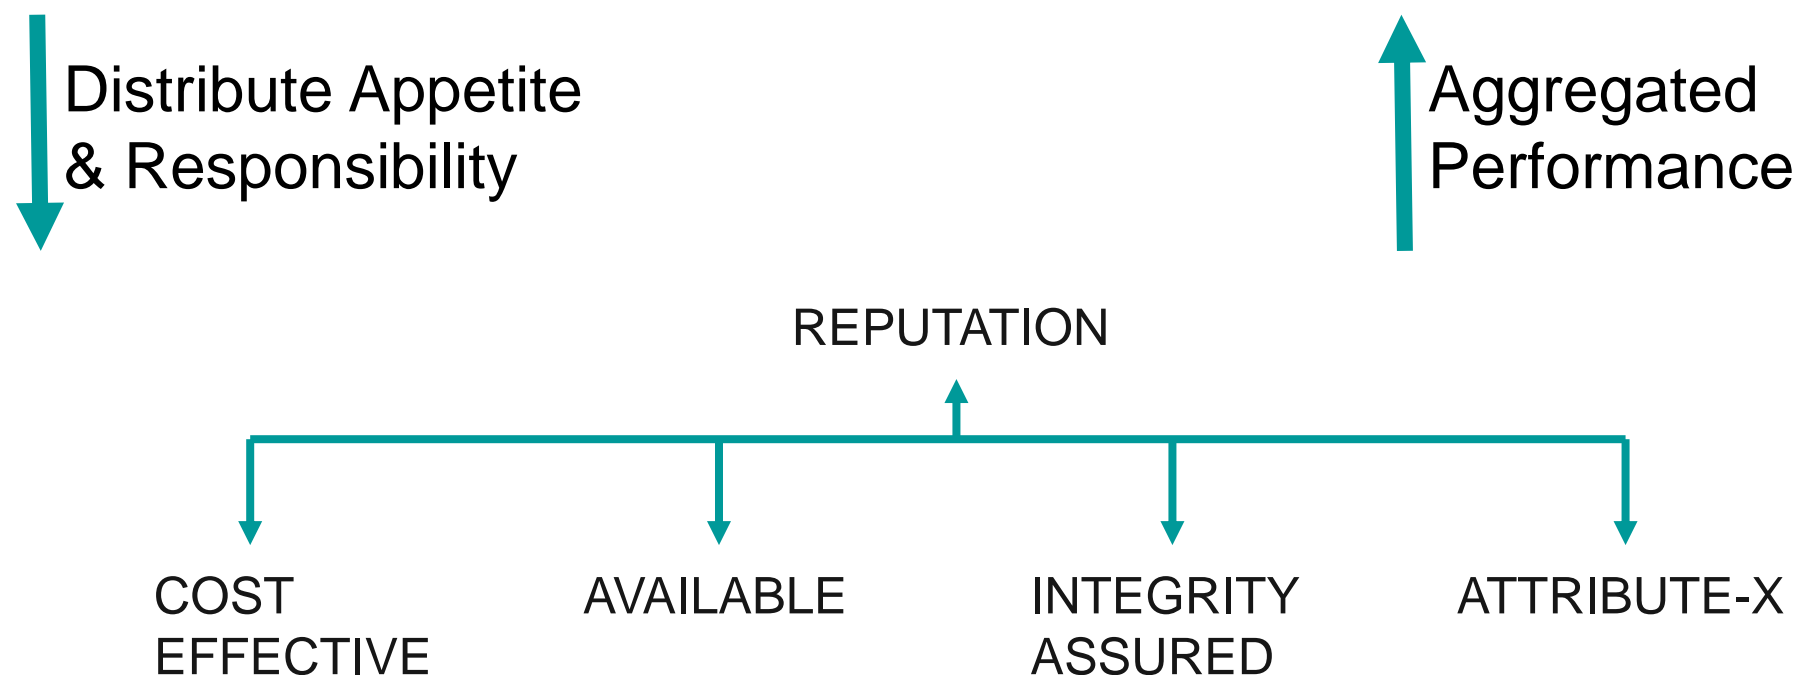 Distribute Appetite
& Responsibility
Aggregated
Performance
REPUTATION
COST
EFFECTIVE
AVAILABLE
INTEGRITY
ASSURED
ATTRIBUTE-X